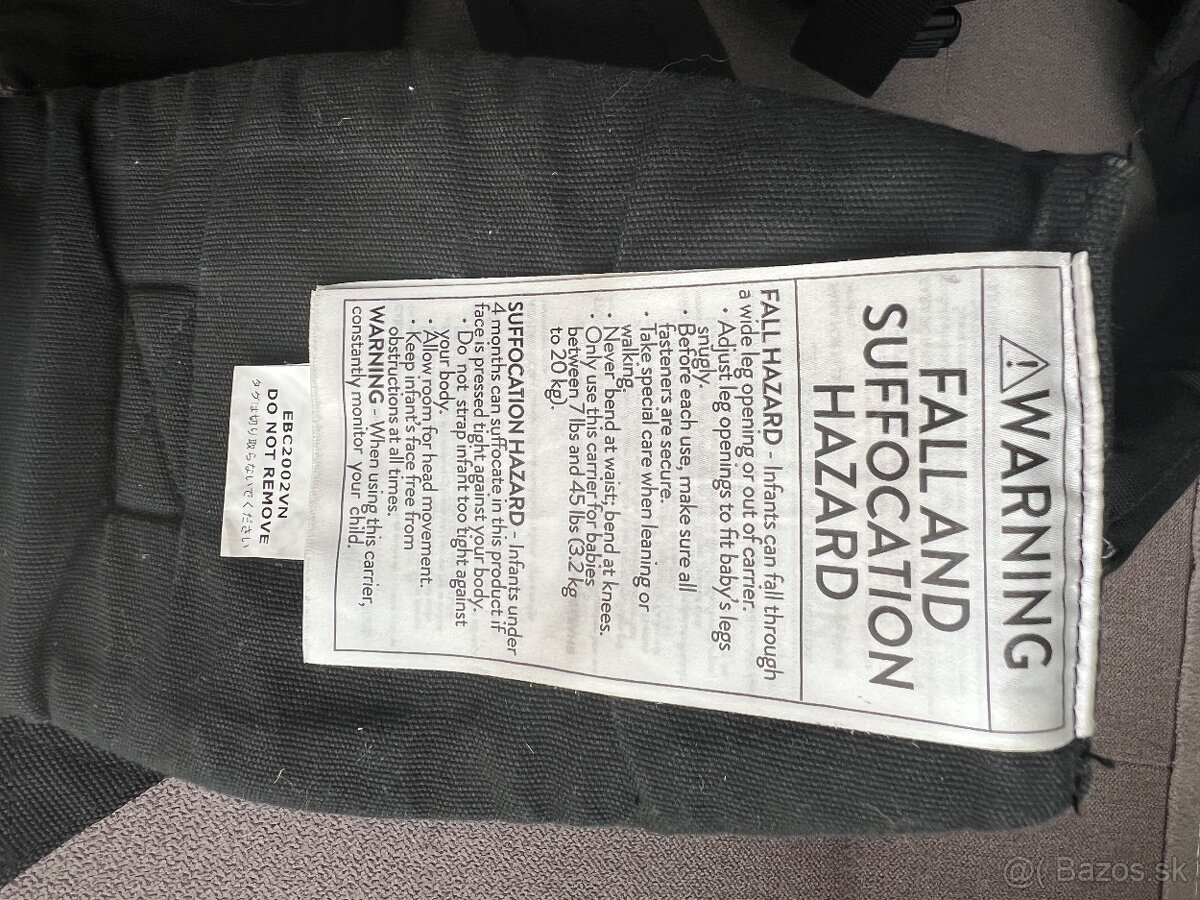 ⚠WARNING
FALL AND
SUFFOCATION
HAZARD
FALL HAZARD - Infants can fall through
a wide leg opening or out of carrier.
• Adjust leg openings to fit baby's legs
snugly.
• Before each use, make sure all
fasteners are secure.
• Take special care when leaning or
walking.
• Never bend at waist; bend at knees.
• Only use this carrier for babies
between 7 lbs and 45 lbs (3.2 kg
to 20 kg).
SUFFOCATION HAZARD - Infants under
4 months can suffocate in this product if
face is pressed tight against your body.
• Do not strap infant too tight against
your body.
• Allow room for head movement.
• Keep infant's face free from
obstructions at all times.
WARNING - When using this carrier,
constantly monitor your child.
EBC2002VN
DO NOT REMOVE
タグは切り取らないでください
@( Bazos.sk